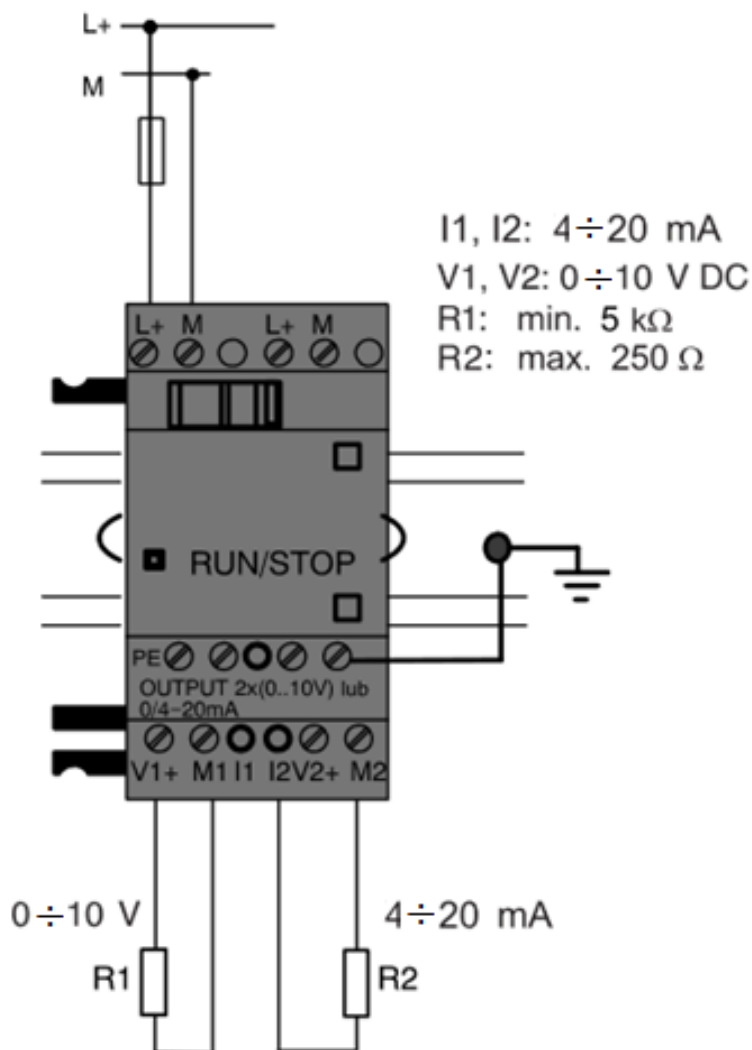 L+
M
I1, I2: 4÷20 mA
V1, V2: 0÷10 V DC
R1: min. 5 kΩ
R2: max. 250 Ω
L+ M L+ M
RUN/STOP
PE
OUTPUT 2x(0..10V) lub
0/4-20mA
V1+ M1 I1 I2 V2+ M2
0÷10 V
4÷20 mA
R1
R2